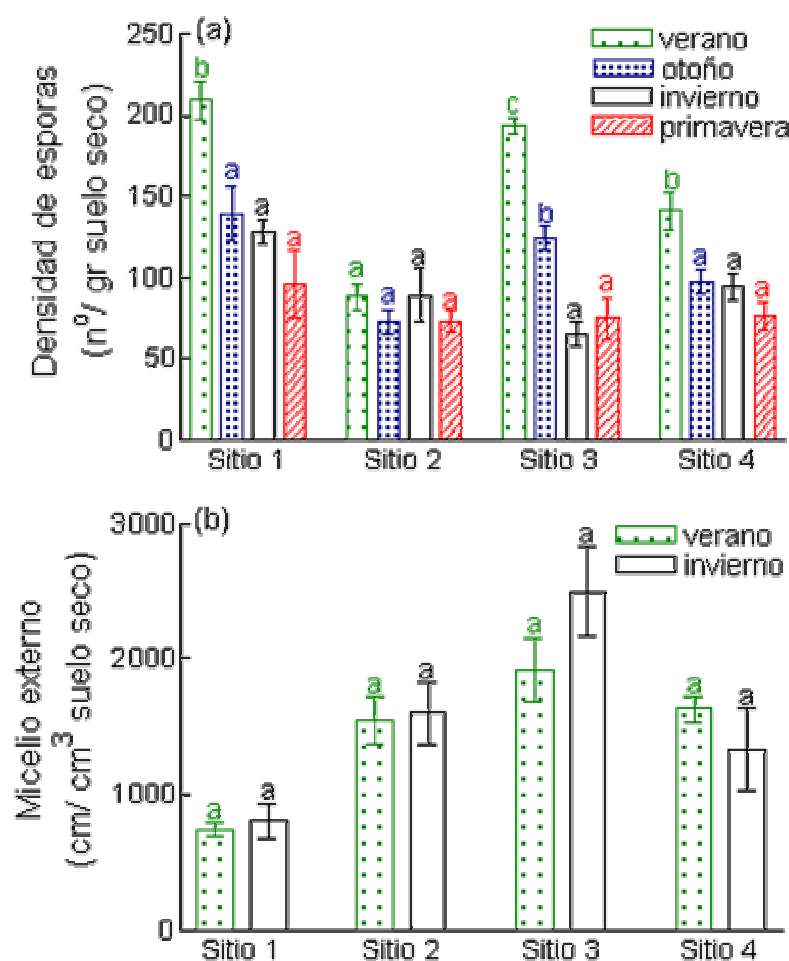 (a)
verano
otoño
invierno
primavera
Densidad de esporas
(nº/ gr suelo seco)
250
200
150
100
50
0
b
a
a
a
a
a
a
a
c
b
a
a
b
a
a
a
Sitio 1
Sitio 2
Sitio 3
Sitio 4
(b)
verano
invierno
Micelio externo
(cm/ cm³ suelo seco)
3000
2000
1000
0
a
a
a
a
a
a
a
a
Sitio 1
Sitio 2
Sitio 3
Sitio 4